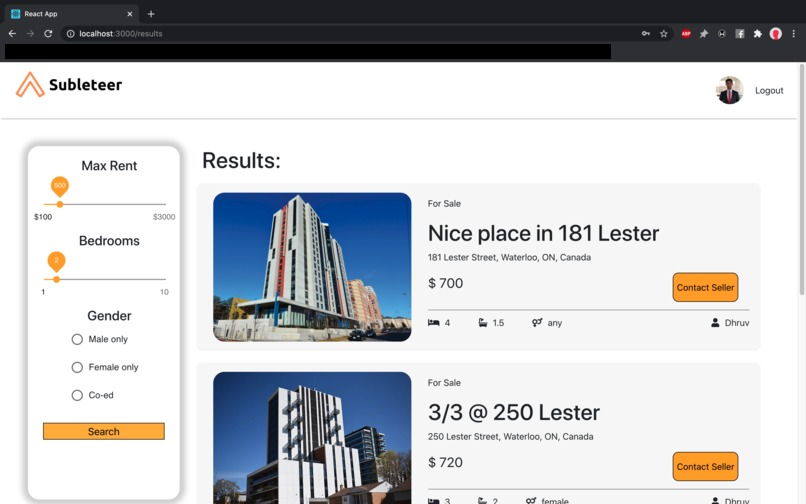 React App
localhost:3000/results
ABP
Subleteer
Logout
Max Rent
500
$100
$3000
Bedrooms
2
1
10
Gender
Male only
Female only
Co-ed
Search
Results:
For Sale
Nice place in 181 Lester
181 Lester Street, Waterloo, ON, Canada
$ 700
Contact Seller
4
1.5
any
Dhruv
For Sale
3/3 @ 250 Lester
250 Lester Street, Waterloo, ON, Canada
$ 720
Contact Seller
3
2
female
Dhruv